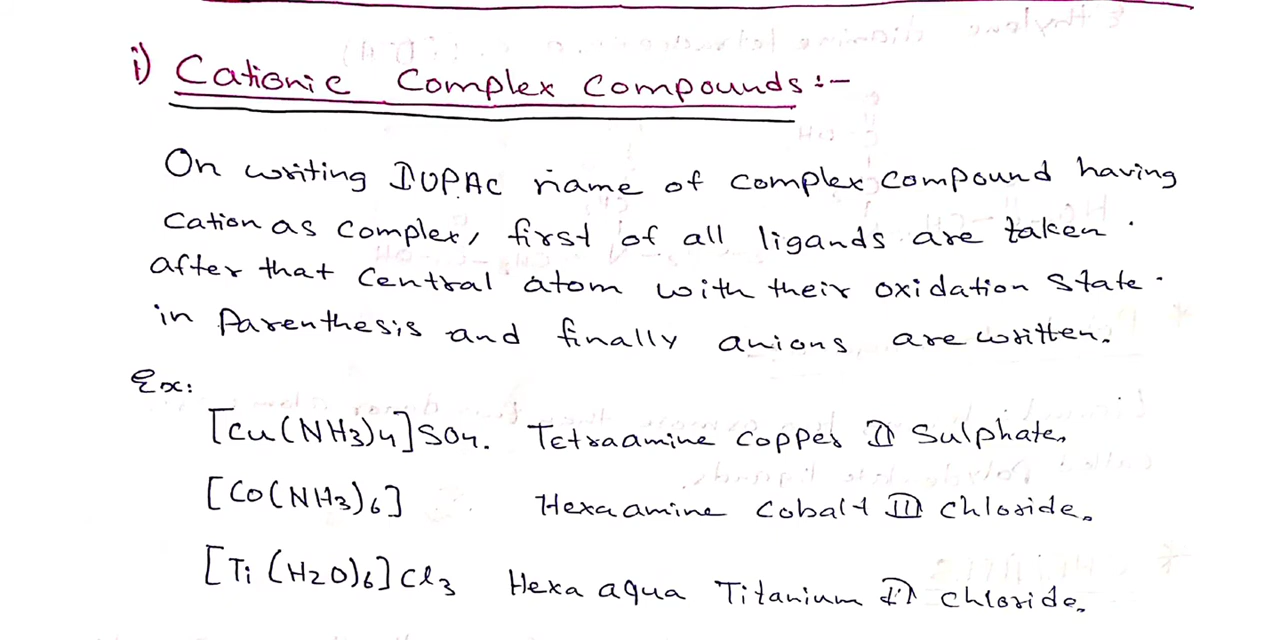 i) Cationic Complex Compounds :-
On writing IUPAC name of complex compound having
Cation as complex, first of all ligands are taken.
after that central atom with their oxidation state.
in Parenthesis and finally anions are written.
Ex:
[Cu(NH3)4]SO4. Tetraamine copper II Sulphate.
[Co(NH3)6] Hexaamine cobalt III chloride.
[Ti(H2O)6]Cl3 Hexa aqua Titanium chloride.